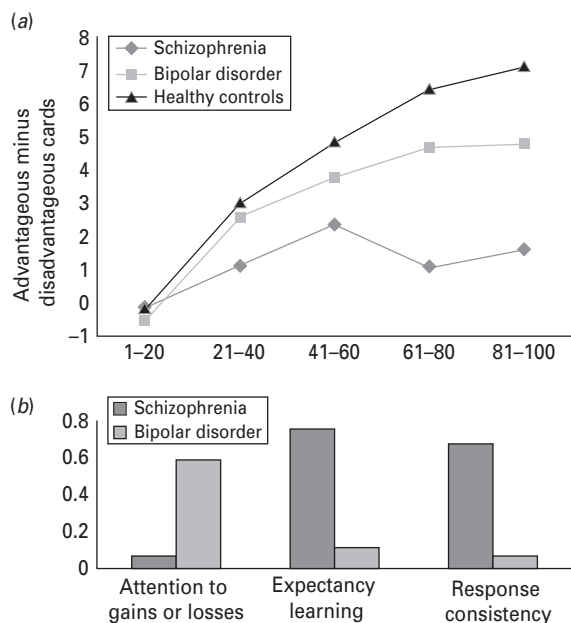 (a)
8
7
6
5
4
3
2
1
0
–1
Advantageous minus
disadvantageous cards
Schizophrenia
Bipolar disorder
Healthy controls
1–20 21–40 41–60 61–80 81–100
(b)
0.8
0.6
0.4
0.2
0
Schizophrenia
Bipolar disorder
Attention to
gains or losses
Expectancy
learning
Response
consistency